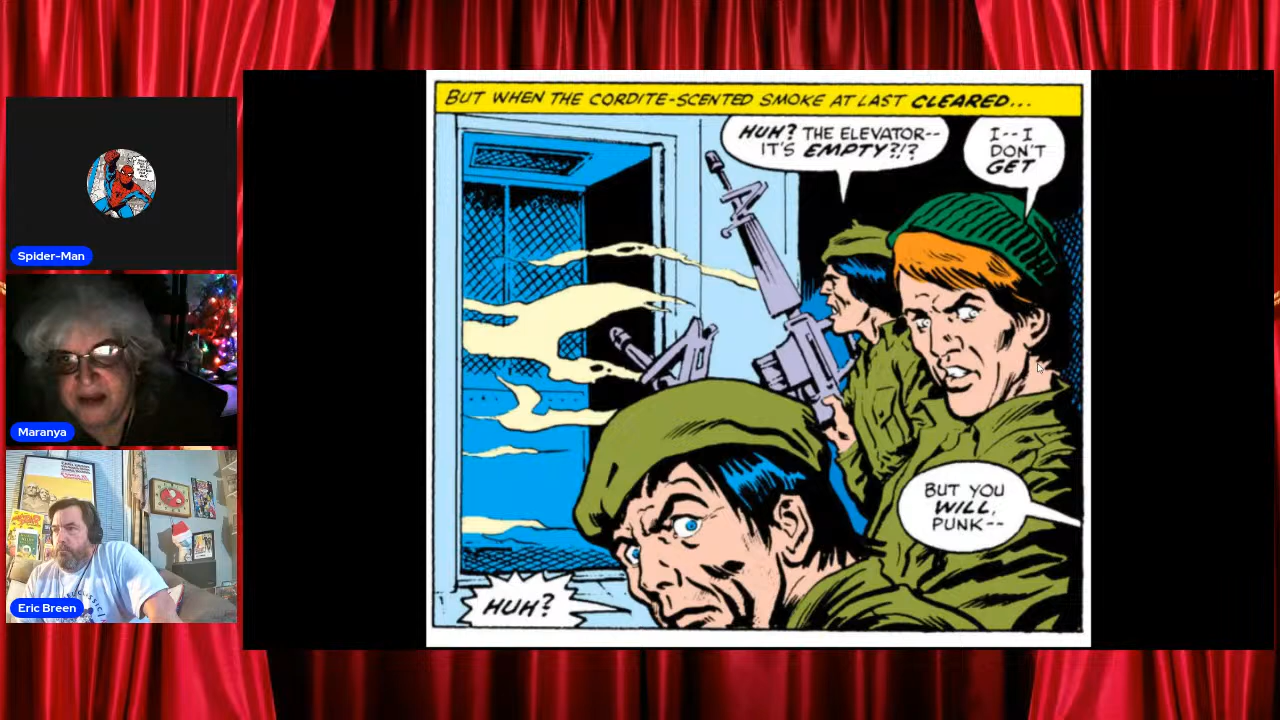 BUT WHEN THE CORDITE-SCENTED SMOKE AT LAST CLEARED...
HUH? THE ELEVATOR--
IT'S EMPTY?!?
I--I
DON'T
GET
BUT YOU
WILL,
PUNK--
HUH?
Spider-Man
Maranya
Eric Breen